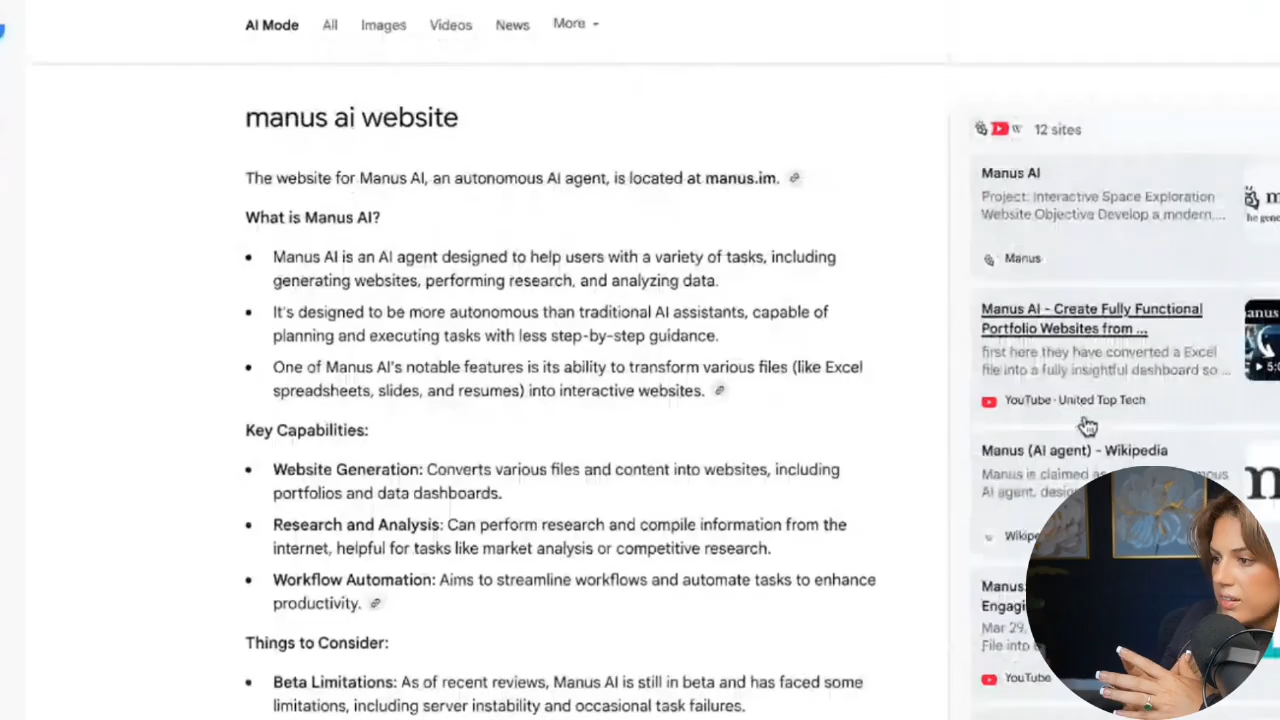 AI Mode All Images Videos News More
manus ai website
The website for Manus AI, an autonomous AI agent, is located at manus.im.
What is Manus AI?
• Manus AI is an AI agent designed to help users with a variety of tasks, including
generating websites, performing research, and analyzing data.
• It's designed to be more autonomous than traditional AI assistants, capable of
planning and executing tasks with less step-by-step guidance.
• One of Manus AI's notable features is its ability to transform various files (like Excel
spreadsheets, slides, and resumes) into interactive websites.
Key Capabilities:
• Website Generation: Converts various files and content into websites, including
portfolios and data dashboards.
• Research and Analysis: Can perform research and compile information from the
internet, helpful for tasks like market analysis or competitive research.
• Workflow Automation: Aims to streamline workflows and automate tasks to enhance
productivity.
Things to Consider:
• Beta Limitations: As of recent reviews, Manus AI is still in beta and has faced some
limitations, including server instability and occasional task failures.
W 12 sites
Manus AI
Project: Interactive Space Exploration
Website Objective Develop a modern,...
Manus
Manus AI - Create Fully Functional
Portfolio Websites from ...
first here they have converted a Excel
file into a fully insightful dashboard so ...
YouTube · United Top Tech
Manus (AI agent) - Wikipedia
Manus is claimed
AI agent,
Manus:
Mar 29,
File into
YouTube